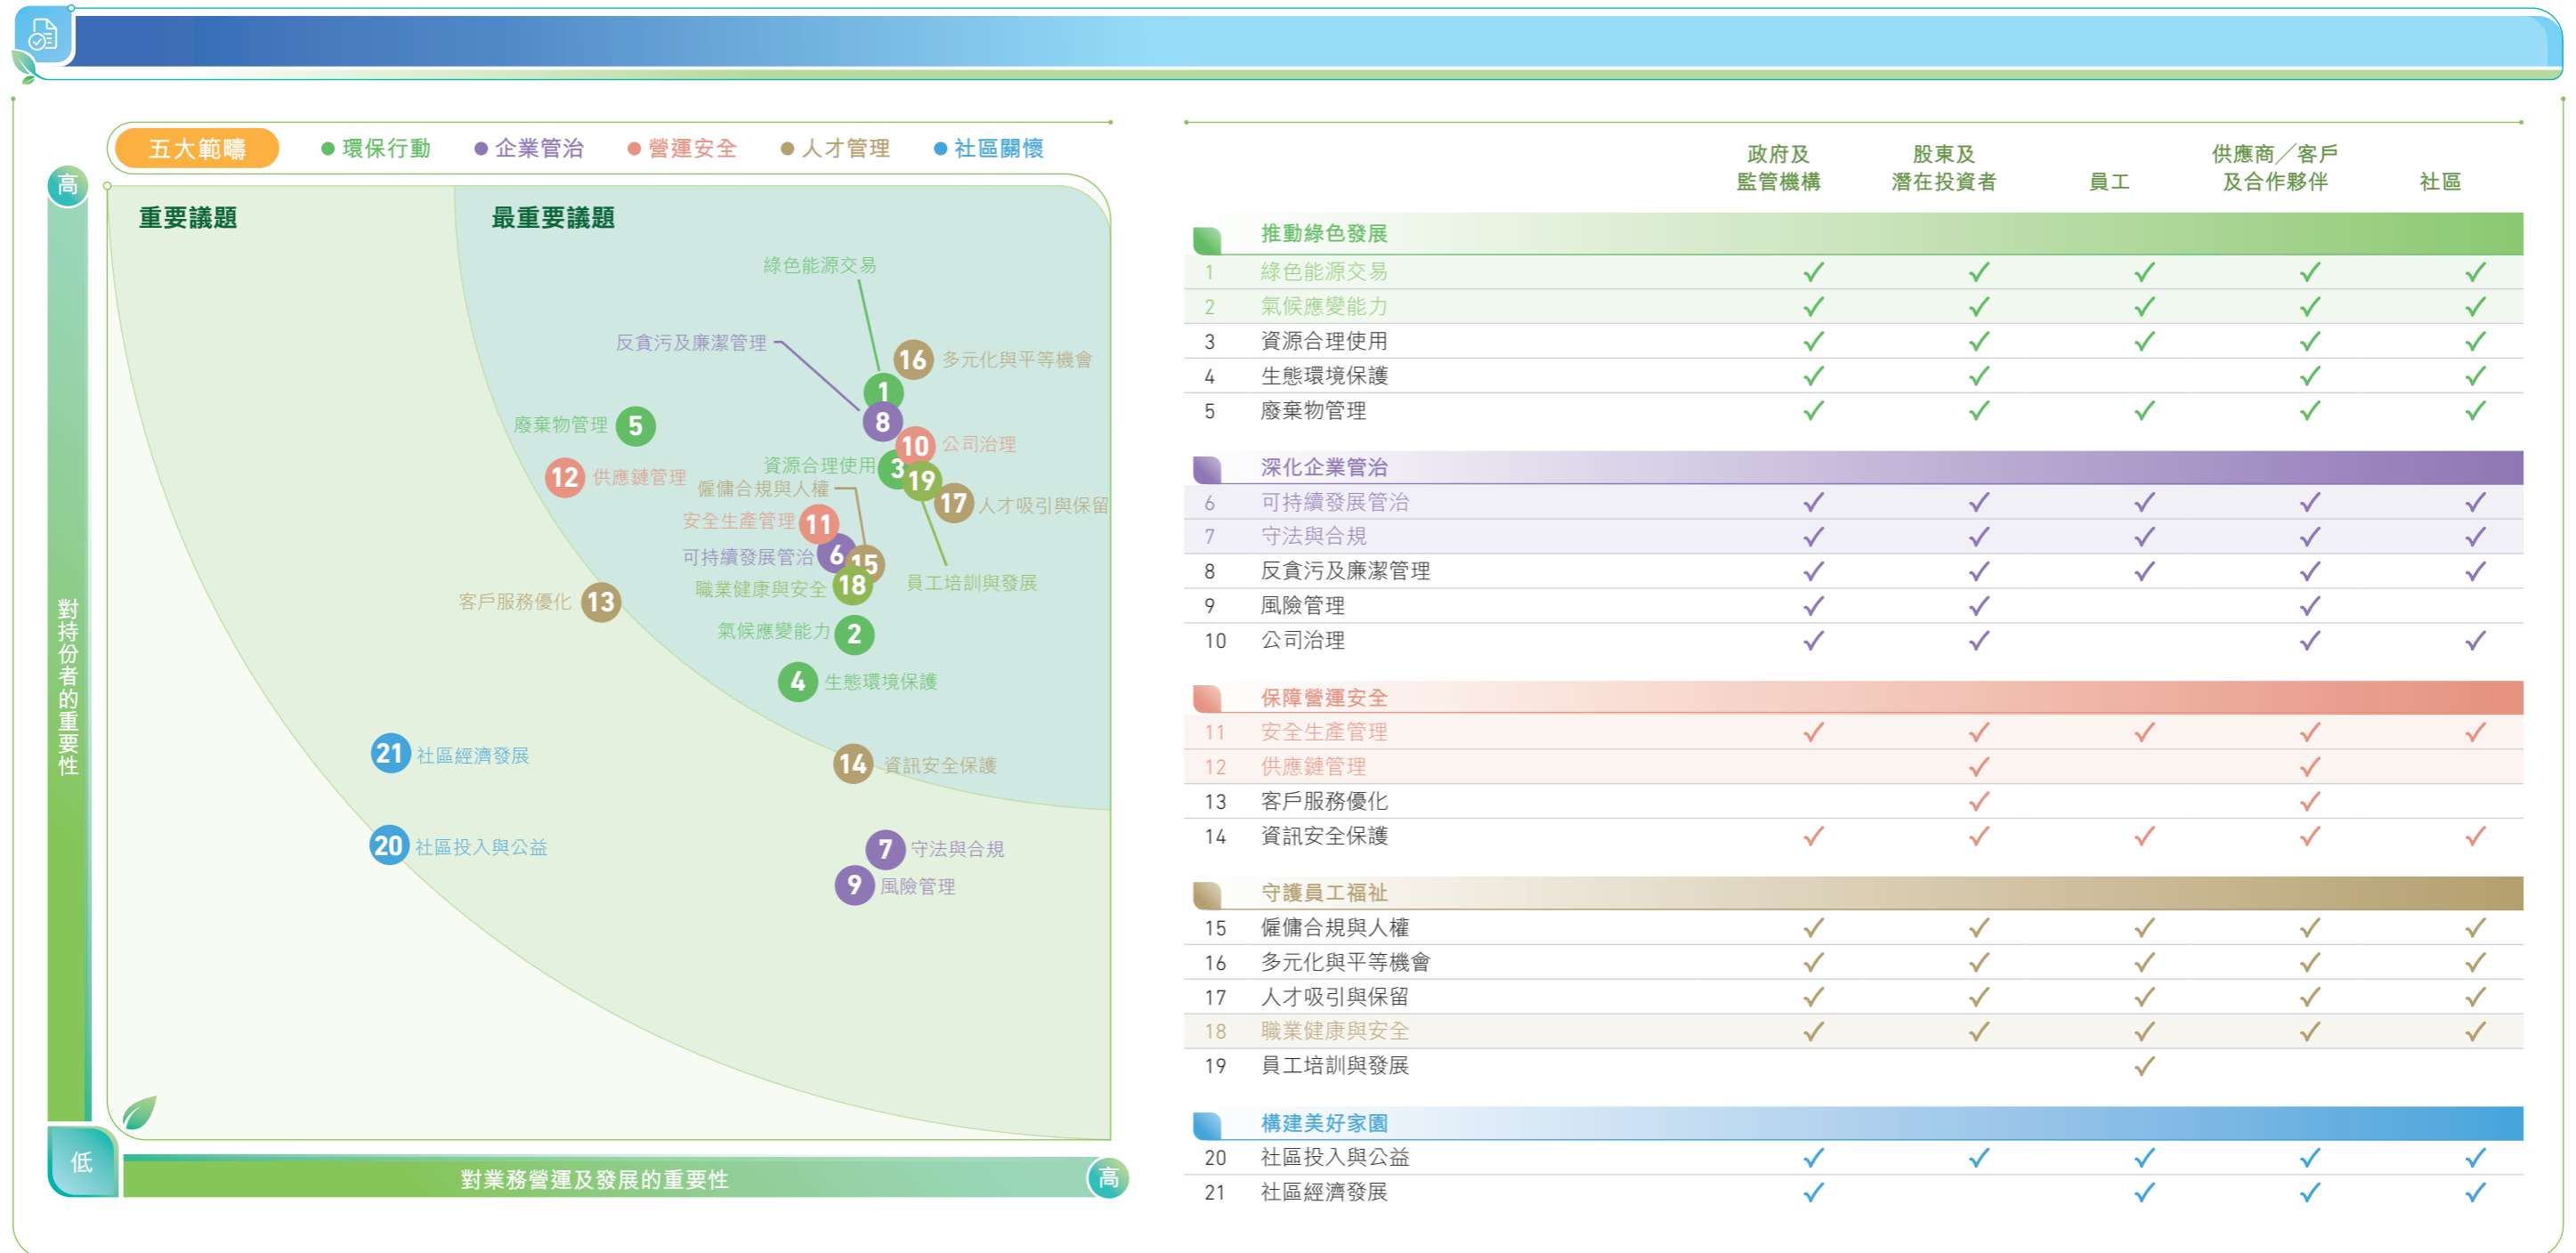 五大範疇 環保行動 企業管治 營運安全 人才管理 社區關懷
高
重要議題 最重要議題
綠色能源交易
反貪污及廉潔管理
16 多元化與平等機會
1
8
廢棄物管理 5
10 公司治理
12 供應鏈管理
資源合理使用 3
19
僱傭合規與人權
17 人才吸引與保留
安全生產管理 11
可持續發展管治 6
15
職業健康與安全 18
員工培訓與發展
客戶服務優化 13
氣候應變能力 2
4 生態環境保護
21 社區經濟發展
14 資訊安全保護
20 社區投入與公益
7 守法與合規
9 風險管理
對持份者的重要性
低
對業務營運及發展的重要性
高
政府及
監管機構
股東及
潛在投資者
員工
供應商／客戶
及合作夥伴
社區
推動綠色發展
1 綠色能源交易 ✓ ✓ ✓ ✓ ✓
2 氣候應變能力 ✓ ✓ ✓ ✓ ✓
3 資源合理使用 ✓ ✓ ✓ ✓ ✓
4 生態環境保護 ✓ ✓ ✓ ✓
5 廢棄物管理 ✓ ✓ ✓ ✓ ✓
深化企業管治
6 可持續發展管治 ✓ ✓ ✓ ✓ ✓
7 守法與合規 ✓ ✓ ✓ ✓ ✓
8 反貪污及廉潔管理 ✓ ✓ ✓ ✓ ✓
9 風險管理 ✓ ✓ ✓
10 公司治理 ✓ ✓ ✓ ✓
保障營運安全
11 安全生產管理 ✓ ✓ ✓ ✓ ✓
12 供應鏈管理 ✓ ✓
13 客戶服務優化 ✓ ✓
14 資訊安全保護 ✓ ✓ ✓ ✓ ✓
守護員工福祉
15 僱傭合規與人權 ✓ ✓ ✓ ✓ ✓
16 多元化與平等機會 ✓ ✓ ✓ ✓ ✓
17 人才吸引與保留 ✓ ✓ ✓ ✓ ✓
18 職業健康與安全 ✓ ✓ ✓ ✓ ✓
19 員工培訓與發展 ✓
構建美好家園
20 社區投入與公益 ✓ ✓ ✓ ✓ ✓
21 社區經濟發展 ✓ ✓ ✓ ✓